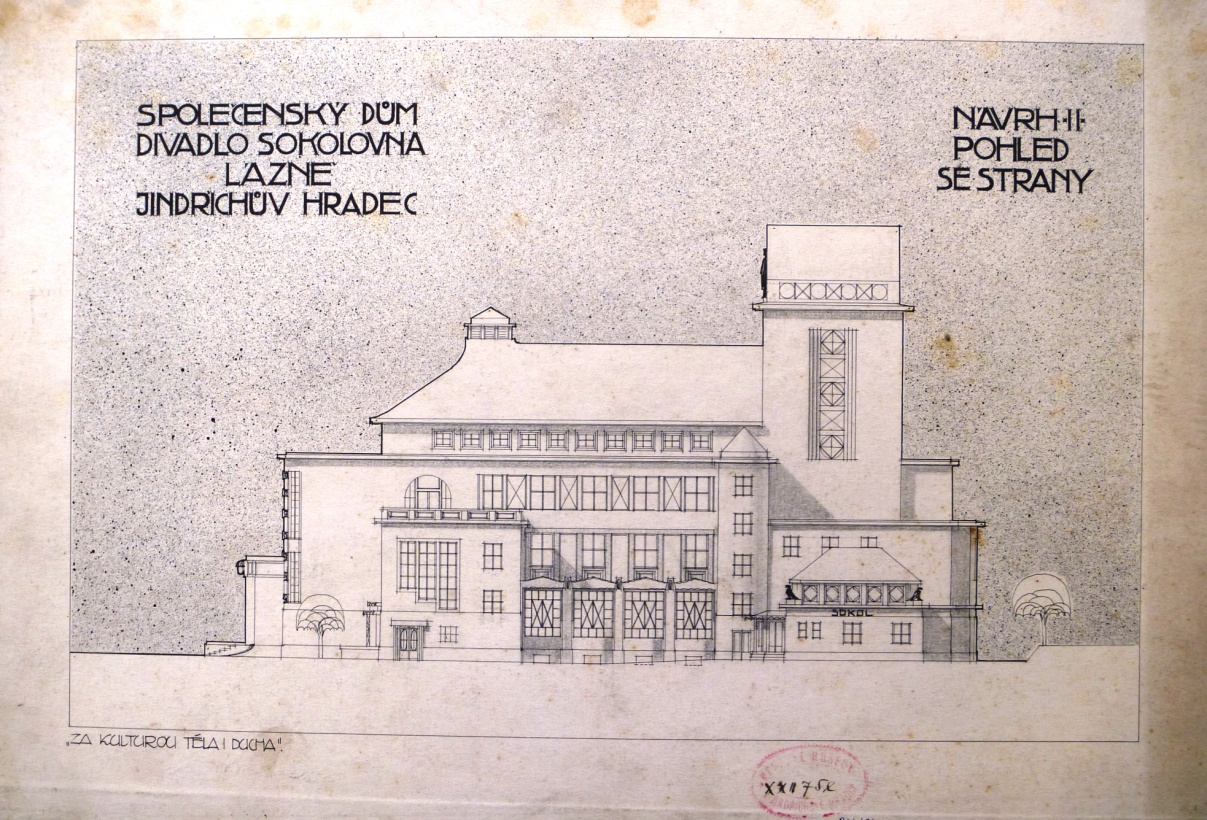 SPOLEČENSKÝ DŮM
DIVADLO SOKOLOVNA
LÁZNĚ
JINDŘICHŮV HRADEC
NÁVRH·II·
POHLED
SE STRANY
SOKOL
„ZA KULTUROU TĚLA I DUCHA".